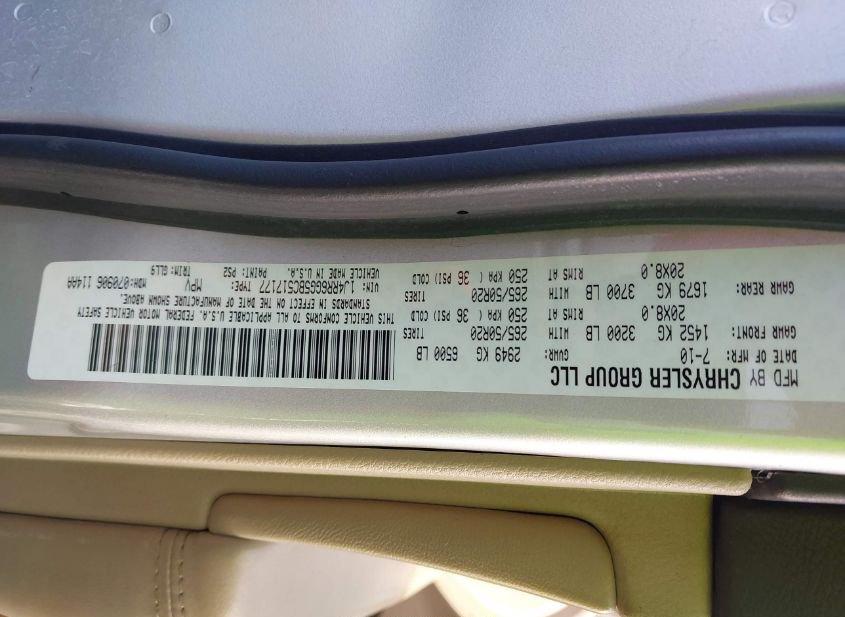 MFD BY CHRYSLER GROUP LLC
DATE OF MFR: 7-10 GVWR: 2949 KG 6500 LB
GAWR FRONT: 1452 KG 3200 LB WITH TIRES 265/50R20
20X8.0 RIMS AT 250 KPA ( 36 PSI) COLD
GAWR REAR: 1679 KG 3700 LB WITH TIRES 265/50R20
20X8.0 RIMS AT 250 KPA ( 36 PSI) COLD
THIS VEHICLE CONFORMS TO ALL APPLICABLE U.S.A. FEDERAL MOTOR VEHICLE SAFETY
STANDARDS IN EFFECT ON THE DATE OF MANUFACTURE SHOWN ABOVE.
VIN: 1J4RR6GG5BC517177 TYPE: MPV MDH:070906 114AA
VEHICLE MADE IN U.S.A. PAINT: PS2 TRIM:GLL9